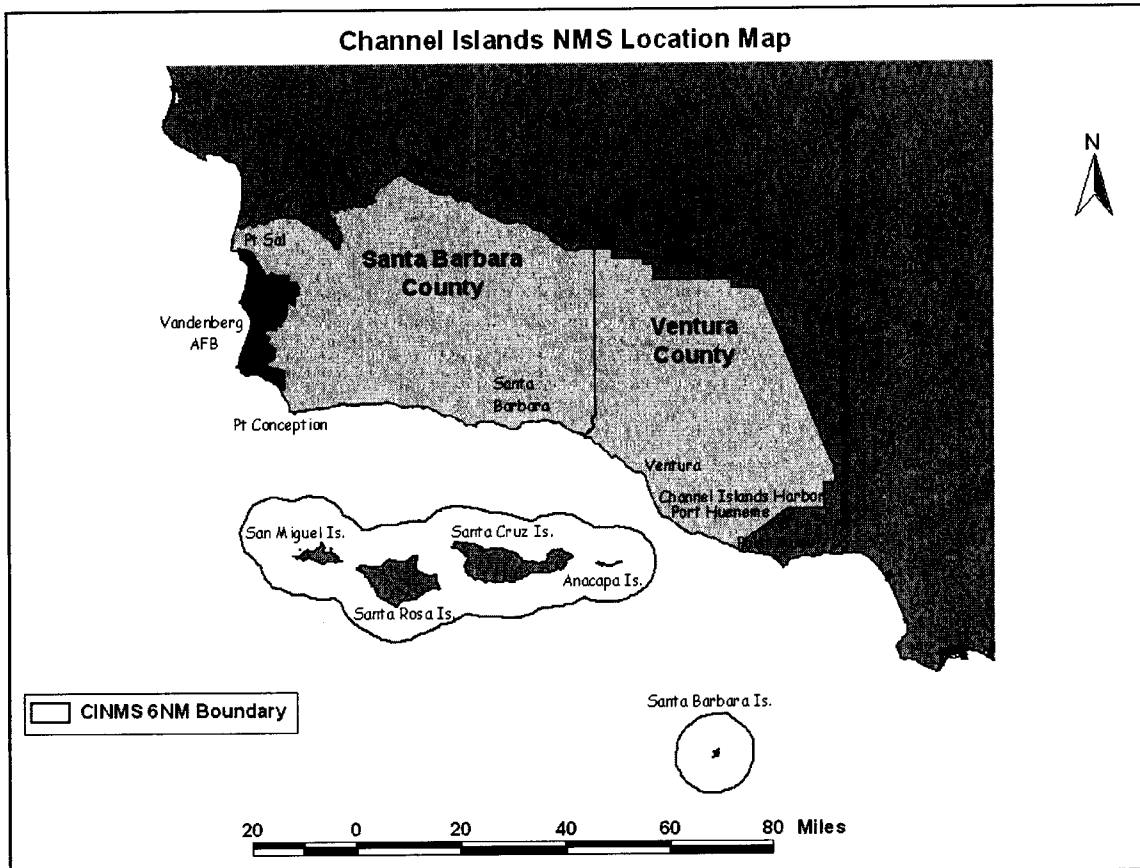 Channel Islands NMS Location Map
N
Pt Sal
Santa Barbara
County
Ventura
County
Vandenberg
AFB
Santa
Barbara
Pt Conception
Ventura
Channel Islands Harbor
Port Hueneme
San Miguel Is.
Santa Cruz Is.
Anacapa Is.
Santa Rosa Is.
CINMS 6NM Boundary
Santa Barbara Is.
20 0 20 40 60 80 Miles